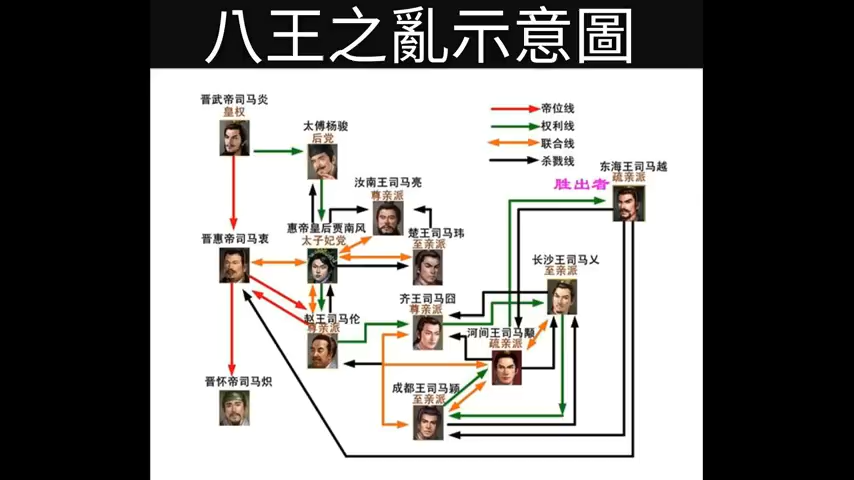 八王之亂示意圖
晋武帝司马炎
皇权
太傅杨骏
后党
帝位线
权利线
联合线
杀戮线
东海王司马越
疏亲派
胜出者
汝南王司马亮
尊亲派
惠帝皇后贾南风
太子妃党
楚王司马玮
至亲派
晋惠帝司马衷
长沙王司马乂
至亲派
齐王司马囧
尊亲派
赵王司马伦
尊亲派
河间王司马顒
疏亲派
晋怀帝司马炽
成都王司马颖
至亲派